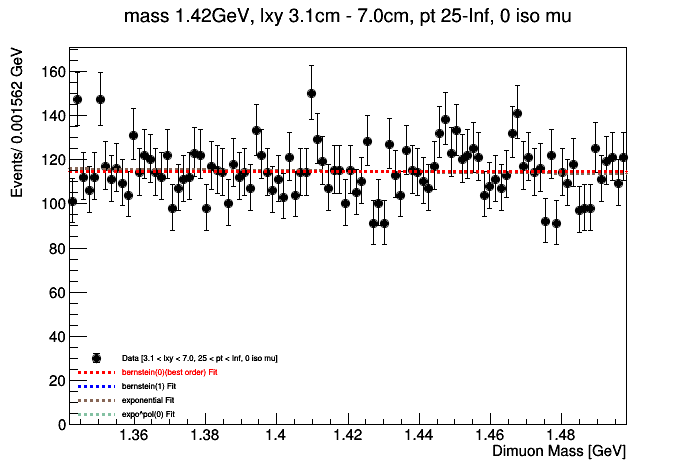 mass 1.42GeV, lxy 3.1cm - 7.0cm, pt 25-Inf, 0 iso mu
Events/ 0.001562 GeV
160
140
120
100
80
60
40
20
0
Data [3.1 < lxy < 7.0, 25 < pt < Inf, 0 iso mu]
bernstein(0)(best order) Fit
bernstein(1) Fit
exponential Fit
expo*pol(0) Fit
1.36 1.38 1.4 1.42 1.44 1.46 1.48
Dimuon Mass [GeV]